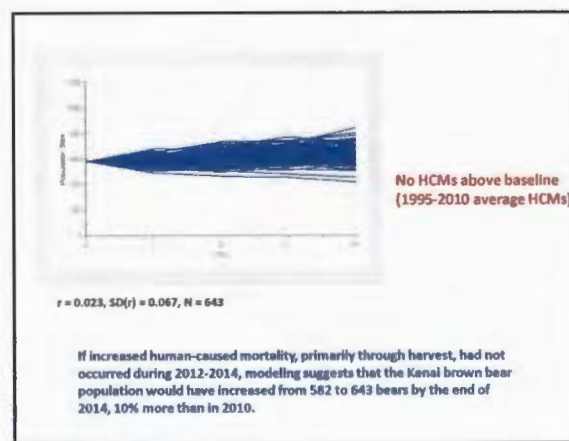 Population Size
No HCMs above baseline
(1995-2010 average HCMs)
r = 0.023, SD(r) = 0.067, N = 643
If increased human-caused mortality, primarily through harvest, had not
occurred during 2012-2014, modeling suggests that the Kenai brown bear
population would have increased from 582 to 643 bears by the end of
2014, 10% more than in 2010.